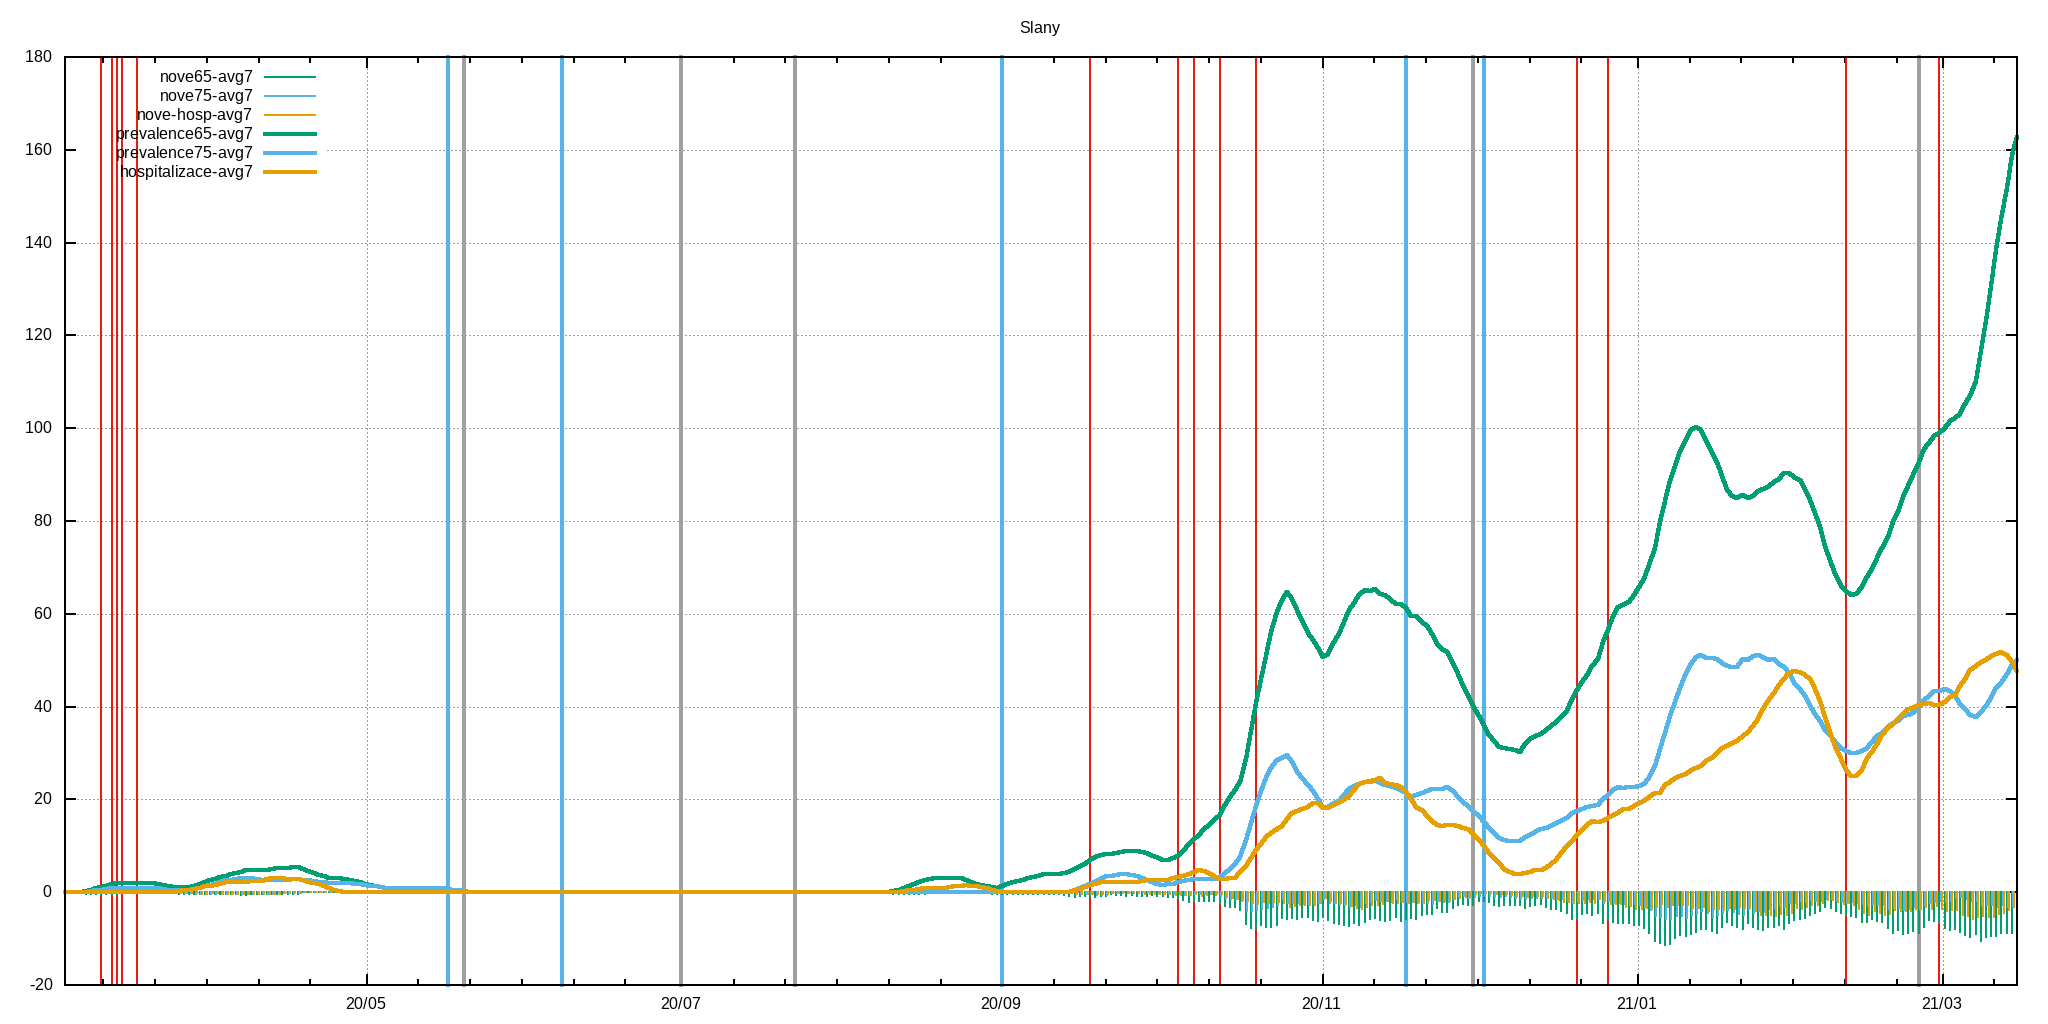 Slany
180
160
140
120
100
80
60
40
20
0
-20
nove65-avg7
nove75-avg7
nove-hosp-avg7
prevalence65-avg7
prevalence75-avg7
hospitalizace-avg7
20/05 20/07 20/09 20/11 21/01 21/03